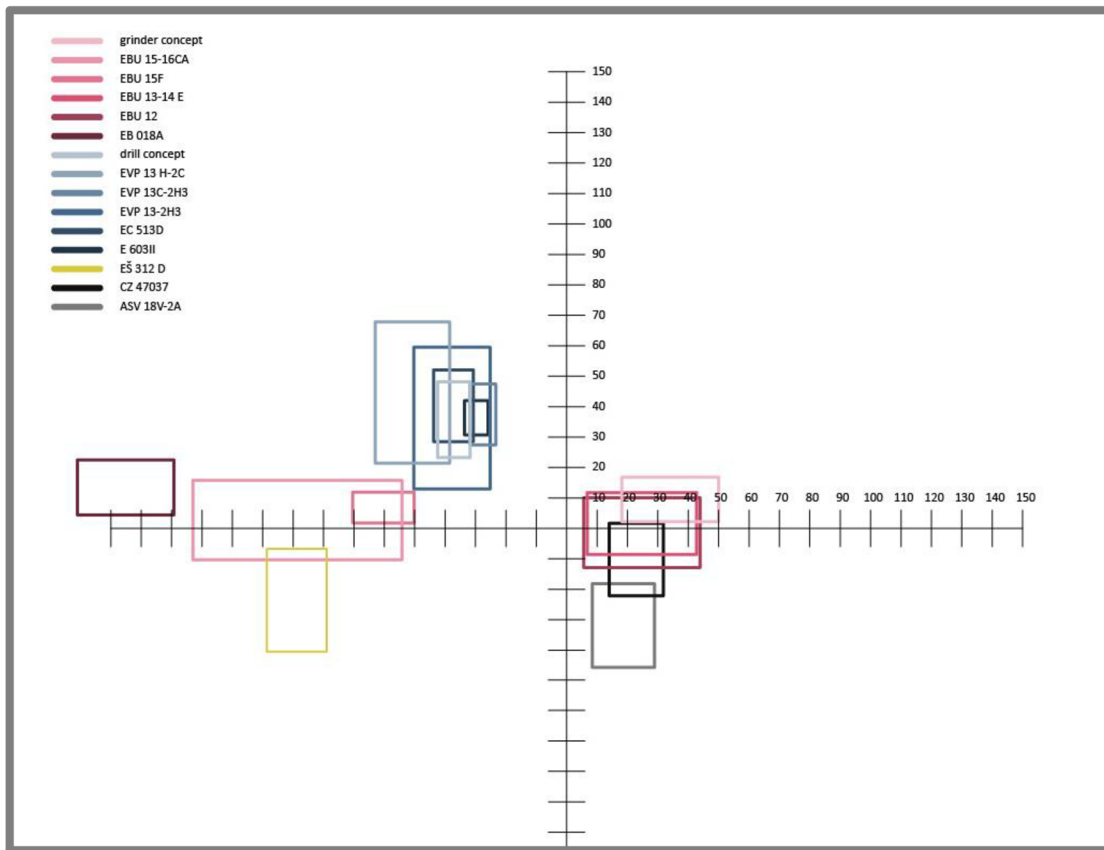 grinder concept
EBU 15-16CA
EBU 15F
EBU 13-14 E
EBU 12
EB 018A
drill concept
EVP 13 H-2C
EVP 13C-2H3
EVP 13-2H3
EC 513D
E 603II
EŠ 312 D
CZ 47037
ASV 18V-2A
150
140
130
120
110
100
90
80
70
60
50
40
30
20
10 20 30 40 50 60 70 80 90 100 110 120 130 140 150